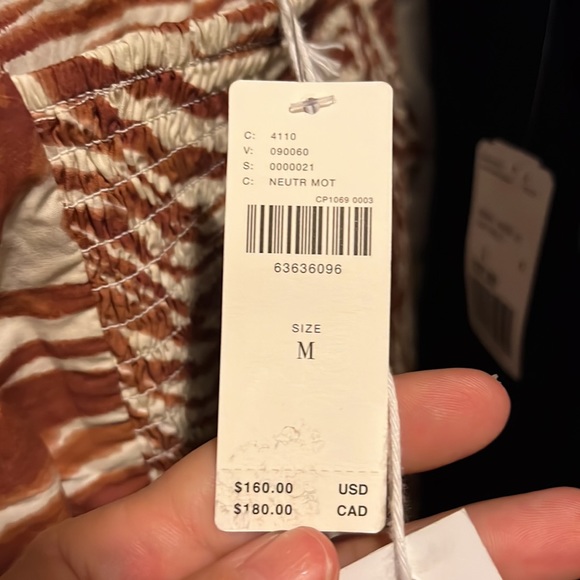 C: 4110
V: 090060
S: 0000021
C: NEUTR MOT
CP1069 0003
63636096
SIZE
M
$160.00 USD
$180.00 CAD